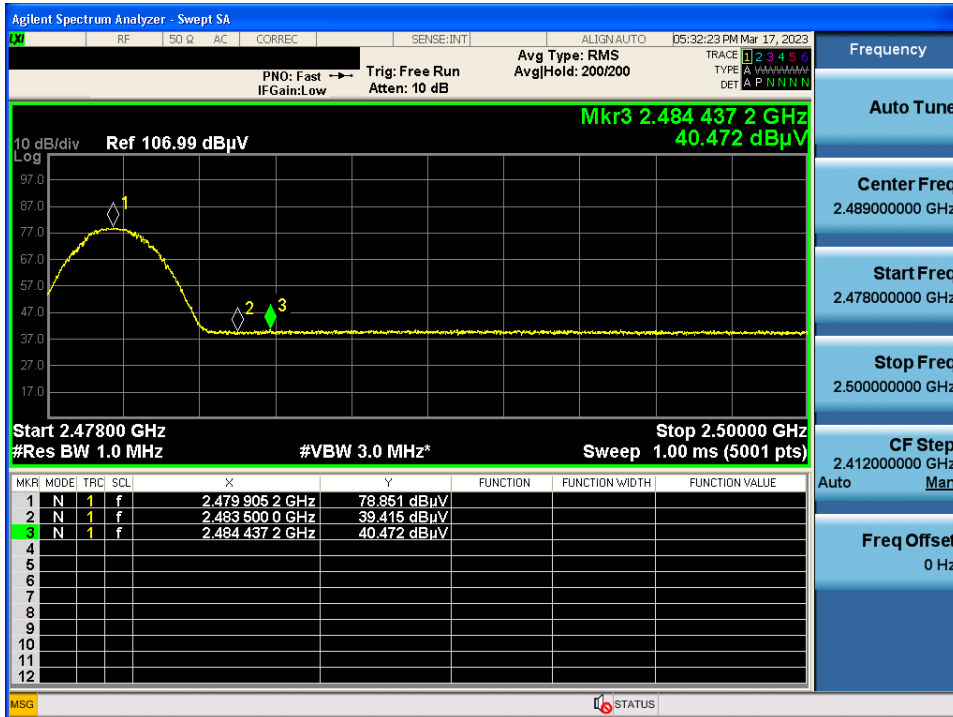 Agilent Spectrum Analyzer - Swept SA
LXI RF 50 Ω AC CORREC SENSE:INT ALIGN AUTO 05:32:23 PM Mar 17, 2023
Frequency
PNO: Fast
IFGain:Low
Trig: Free Run
Atten: 10 dB
Avg Type: RMS
Avg|Hold: 200/200
TRACE 1 2 3 4 5 6
TYPE A WWWWW
DET A P N N N N
Mkr3 2.484 437 2 GHz
40.472 dBµV
10 dB/div
Log
Ref 106.99 dBµV
97.0
87.0
77.0
67.0
57.0
47.0
37.0
27.0
17.0
1
2
3
Start 2.47800 GHz
Stop 2.50000 GHz
#Res BW 1.0 MHz
#VBW 3.0 MHz*
Sweep 1.00 ms (5001 pts)
MKR MODE TRC SCL X Y FUNCTION FUNCTION WIDTH FUNCTION VALUE
1 N 1 f 2.479 905 2 GHz 78.851 dBµV
2 N 1 f 2.483 500 0 GHz 39.415 dBµV
3 N 1 f 2.484 437 2 GHz 40.472 dBµV
4
5
6
7
8
9
10
11
12
Auto Tune
Center Freq
2.489000000 GHz
Start Freq
2.478000000 GHz
Stop Freq
2.500000000 GHz
CF Step
2.412000000 GHz
Auto Man
Freq Offset
0 Hz
MSG
STATUS